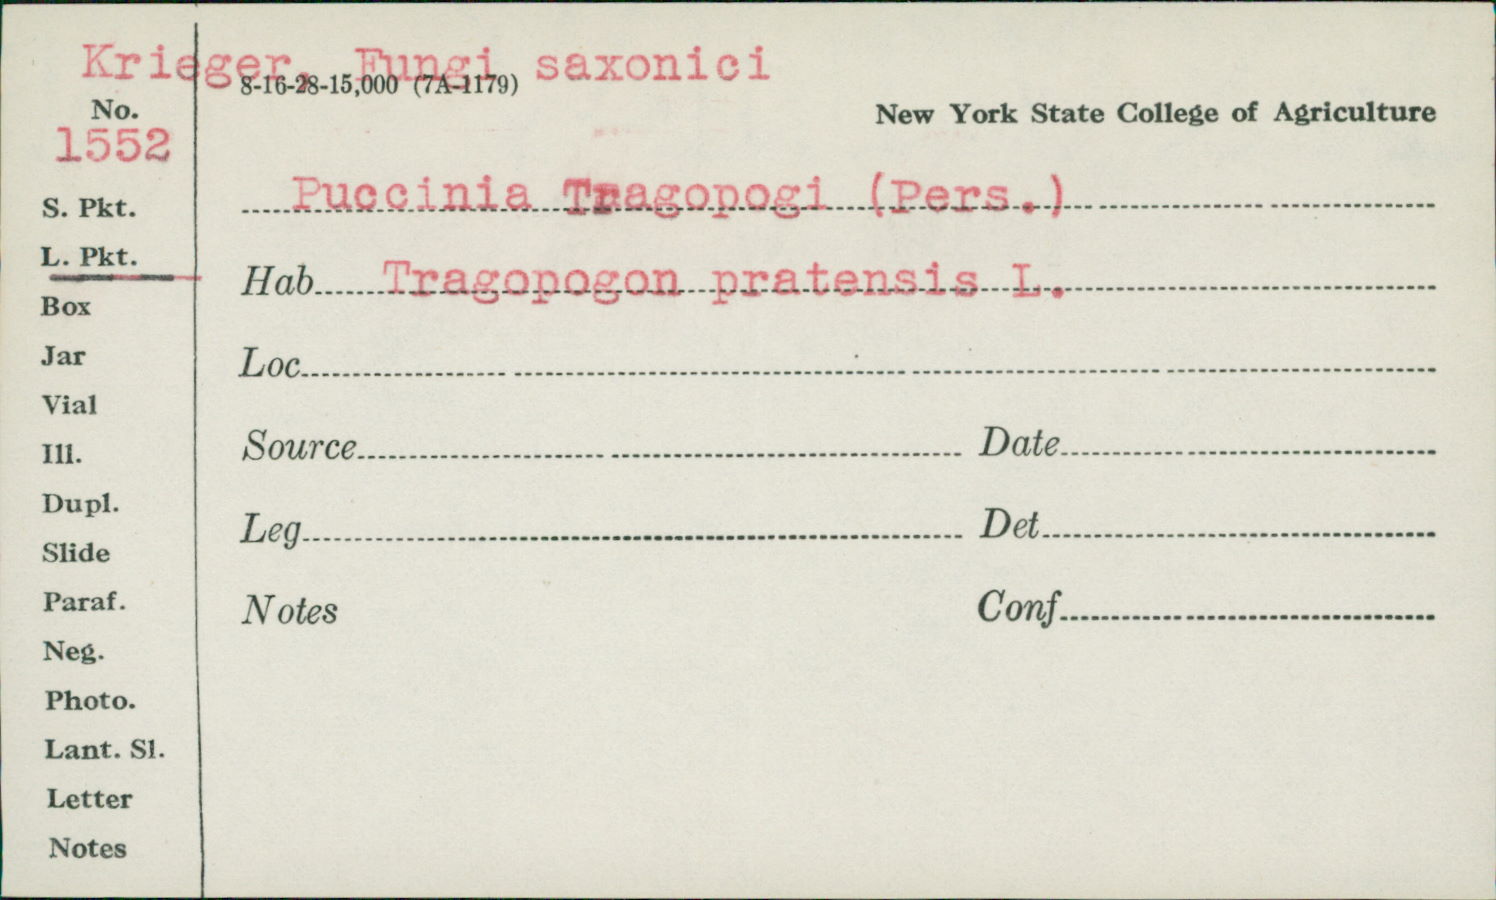 Krieger, Fungi saxonici
8-16-28-15,000 (7A-1179)
No.
1552
New York State College of Agriculture
Puccinia Tragopogi (Pers.)
S. Pkt.
L. Pkt.
Hab. Tragopogon pratensis L.
Box
Jar
Loc.
Vial
Source
Date
Ill.
Dupl.
Leg
Det
Slide
Paraf.
Notes
Conf
Neg.
Photo.
Lant. Sl.
Letter
Notes